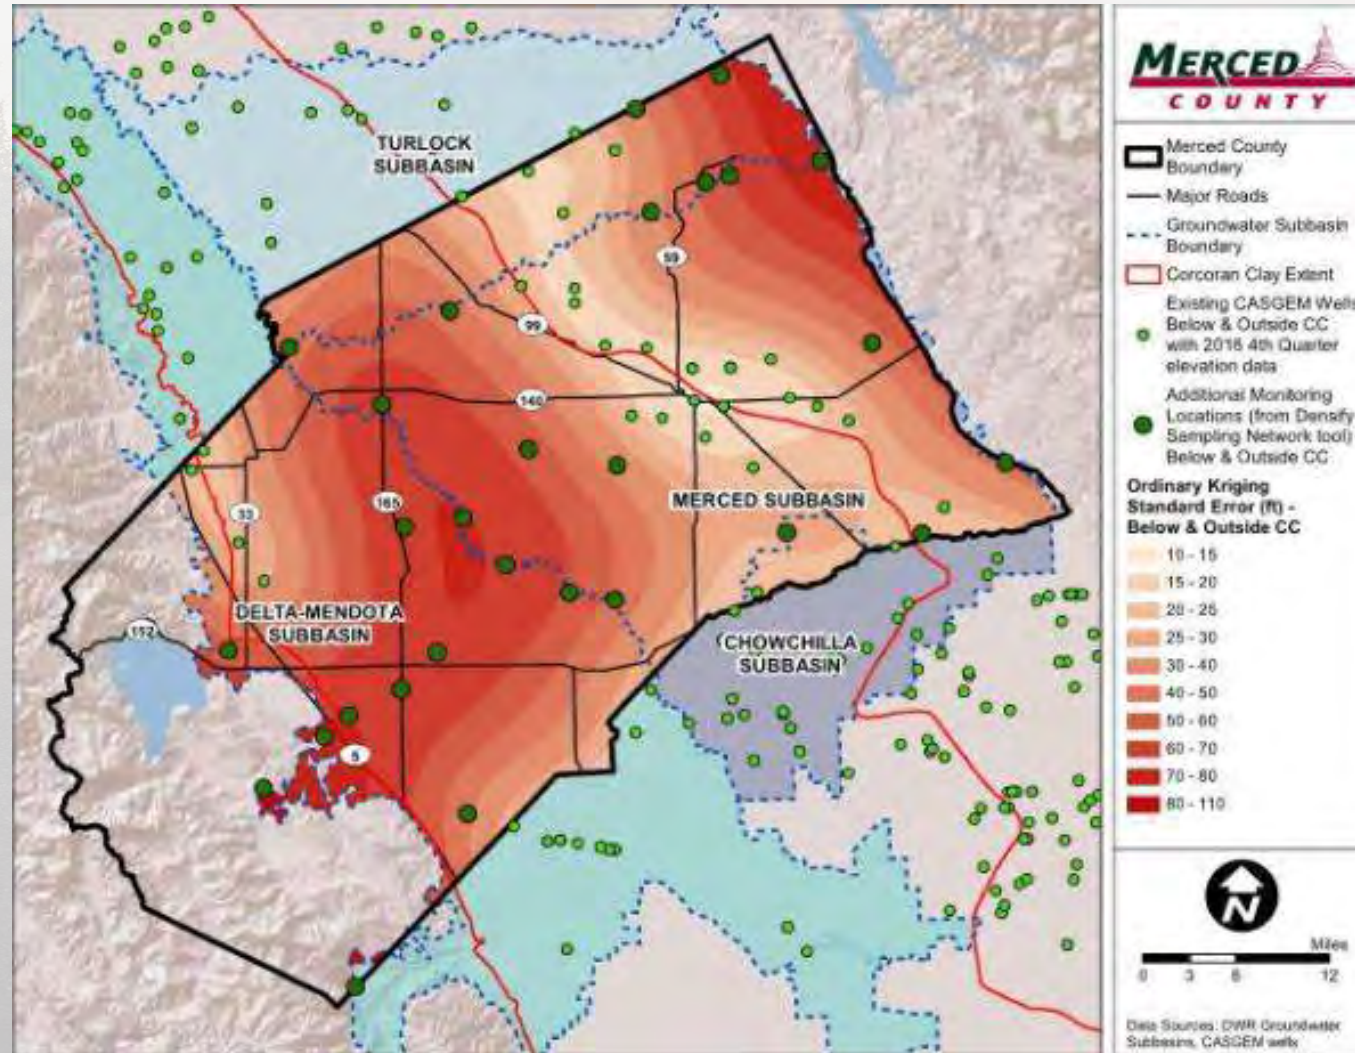 TURLOCK
SUBBASIN
59
99
140
165
33
MERCED SUBBASIN
DELTA-MENDOTA
SUBBASIN
152
CHOWCHILLA
SUBBASIN
5
MERCED
COUNTY
Merced County
Boundary
Major Roads
Groundwater Subbasin
Boundary
Corcoran Clay Extent
Existing CASGEM Wells
Below & Outside CC
with 2016 4th Quarter
elevation data
Additional Monitoring
Locations (from Densify
Sampling Network tool)
Below & Outside CC
Ordinary Kriging
Standard Error (ft) -
Below & Outside CC
10 - 15
15 - 20
20 - 25
25 - 30
30 - 40
40 - 50
50 - 60
60 - 70
70 - 80
80 - 110
N
Miles
0 3 6 12
Data Sources: DWR Groundwater
Subbasins, CASGEM wells